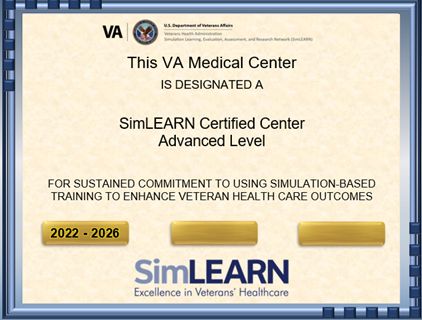 VA
U.S. Department of Veterans Affairs
Veterans Health Administration
Simulation Learning, Evaluation, Assessment, and Research Network (SimLEARN)
This VA Medical Center
IS DESIGNATED A
SimLEARN Certified Center
Advanced Level
FOR SUSTAINED COMMITMENT TO USING SIMULATION-BASED
TRAINING TO ENHANCE VETERAN HEALTH CARE OUTCOMES
2022 - 2026
SimLEARN
Excellence in Veterans' Healthcare